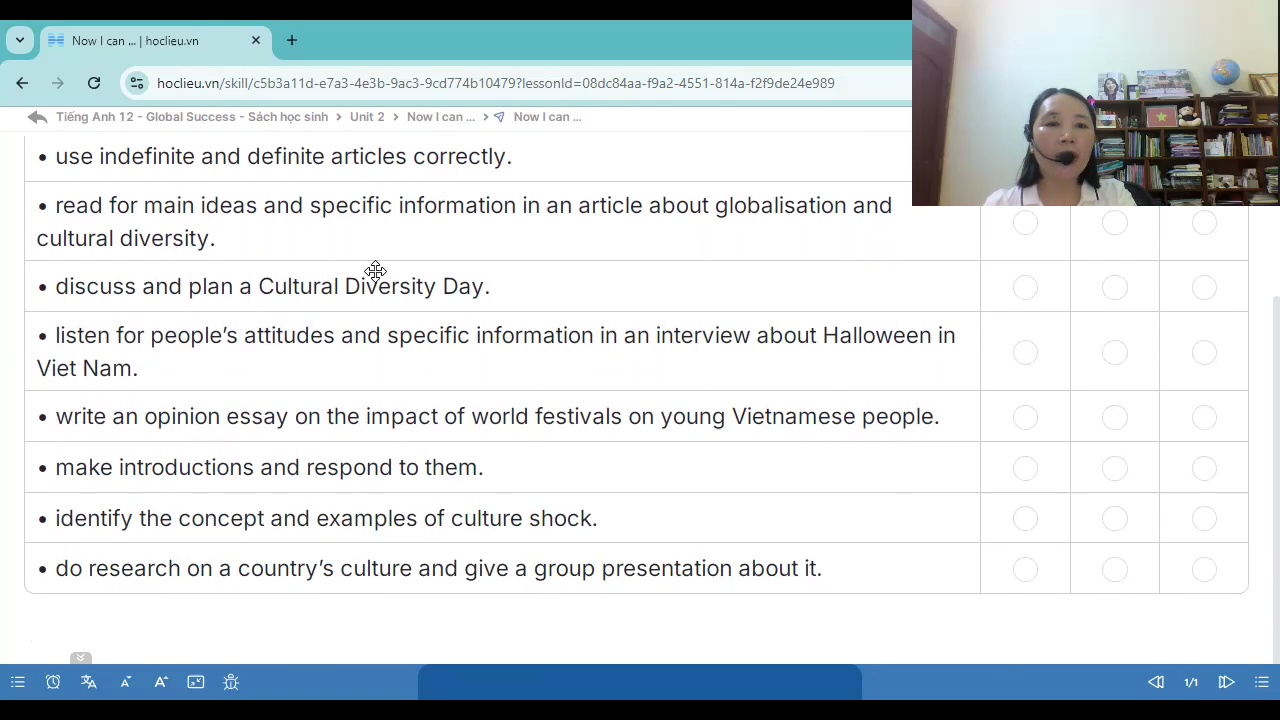 Now I can ... | hoclieu.vn
hoclieu.vn/skill/c5b3a11d-e7a3-4e3b-9ac3-9cd774b10479?lessonId=08dc84aa-f9a2-4551-814a-f2f9de24e989
Tiếng Anh 12 - Global Success - Sách học sinh > Unit 2 > Now I can ... > Now I can ...
• use indefinite and definite articles correctly.
• read for main ideas and specific information in an article about globalisation and
cultural diversity.
• discuss and plan a Cultural Diversity Day.
• listen for people’s attitudes and specific information in an interview about Halloween in
Viet Nam.
• write an opinion essay on the impact of world festivals on young Vietnamese people.
• make introductions and respond to them.
• identify the concept and examples of culture shock.
• do research on a country’s culture and give a group presentation about it.
1/1